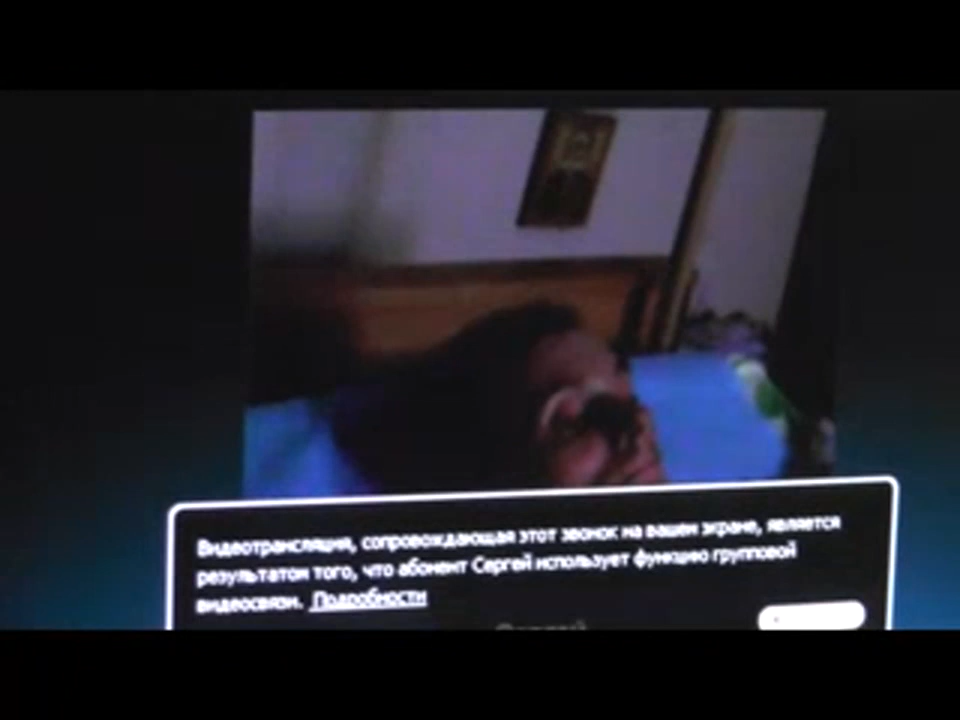 Видеотрансляция, сопровождающая этот звонок на вашем экране, является
результатом того, что абонент Сергей использует функцию групповой
видеосвязи. Подробности